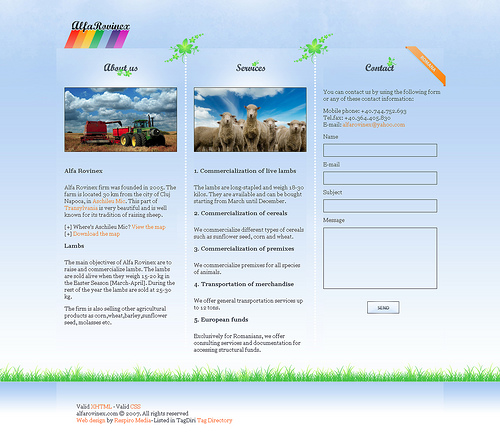 AlfaRovinex
About us
Alfa Rovinex
Alfa Rovinex firm was founded in 2005. The
farm is located 30 km from the city of Cluj
Napoca, in Aschileu Mic. This part of
Transylvania is very beautiful and is well
known for its tradition of raising sheep.
[+] Where's Aschileu Mic? View the map
[+] Download the map
Lambs
The main objectives of Alfa Rovinex are to
raise and commercialize lambs. The lambs
are sold alive when they weigh 15-20 kg in
the Easter Season [March-April]. During the
rest of the year the lambs are sold at 25-30
kg.
The firm is also selling other agricultural
products as corn,wheat,barley,sunflower
seed, molasses etc.
Services
1. Commercialization of live lambs
The lambs are long-stapled and weigh 18-30
kilos. They are available and can be bought
starting from March until December.
2. Commercialization of cereals
We commercialize different types of cereals
such as sunflower seed, corn and wheat.
3. Commercialization of premixes
We commercialize premixes for all species
of animals.
4. Transportation of merchandise
We offer general transportation services up
to 12 tons.
5. European funds
Exclusively for Romanians, we offer
consulting services and documentation for
accessing structural funds.
Contact
You can contact us by using the following form
or any of these contact information:
Mobile phone: +40.744.752.693
Tel.fax: +40.364.405.830
E-mail: alfarovinex@yahoo.com
Name
E-mail
Subject
Message
SEND
Valid XHTML - Valid CSS
alfarovinex.com © 2007. All rights reserved
Web design by Respiro Media-Listed in TagDiri Tag Directory